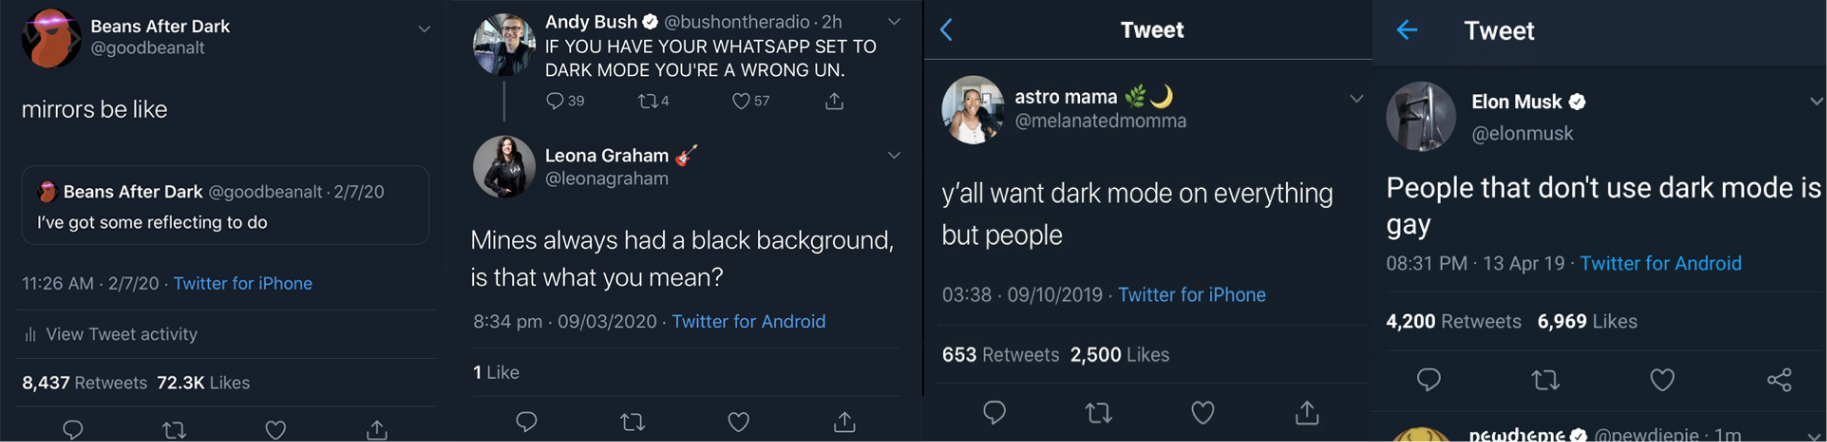 Beans After Dark
@goodbeanalt
mirrors be like
Beans After Dark @goodbeanalt · 2/7/20
I've got some reflecting to do
11:26 AM · 2/7/20 · Twitter for iPhone
View Tweet activity
8,437 Retweets 72.3K Likes
Andy Bush @bushontheradio · 2h
IF YOU HAVE YOUR WHATSAPP SET TO
DARK MODE YOU'RE A WRONG UN.
39 4 57
Leona Graham 🎸
@leonagraham
Mines always had a black background,
is that what you mean?
8:34 pm · 09/03/2020 · Twitter for Android
1 Like
Tweet
astro mama 🌿🌙
@melanatedmomma
y'all want dark mode on everything
but people
03:38 · 09/10/2019 · Twitter for iPhone
653 Retweets 2,500 Likes
Tweet
Elon Musk
@elonmusk
People that don't use dark mode is
gay
08:31 PM · 13 Apr 19 · Twitter for Android
4,200 Retweets 6,969 Likes
@pewdiepie · 1m